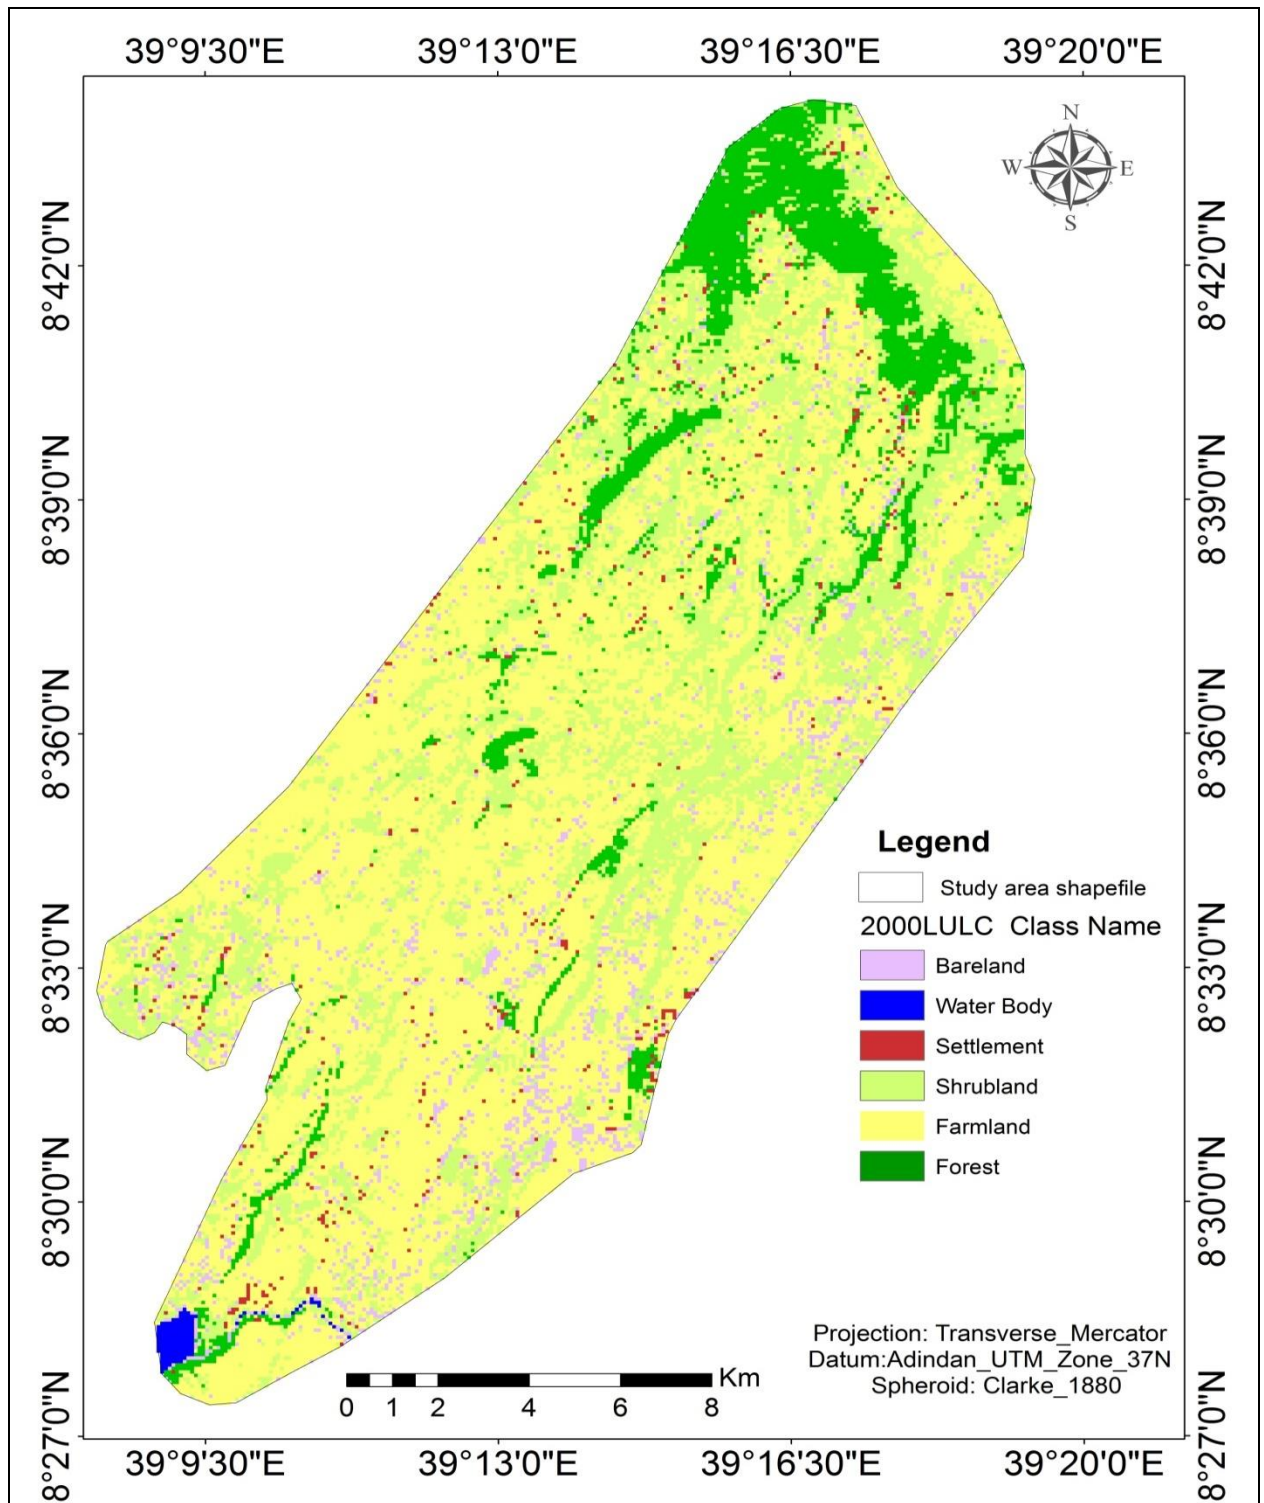 39°9'30"E 39°13'0"E 39°16'30"E 39°20'0"E
N
W E
S
8°42'0"N 8°42'0"N
8°39'0"N 8°39'0"N
8°36'0"N 8°36'0"N
Legend
Study area shapefile
2000LULC Class Name
8°33'0"N 8°33'0"N
Bareland
Water Body
Settlement
Shrubland
Farmland
Forest
8°30'0"N 8°30'0"N
Projection: Transverse_Mercator
Datum:Adindan_UTM_Zone_37N
Spheroid: Clarke_1880
Km
0 1 2 4 6 8
8°27'0"N 8°27'0"N
39°9'30"E 39°13'0"E 39°16'30"E 39°20'0"E